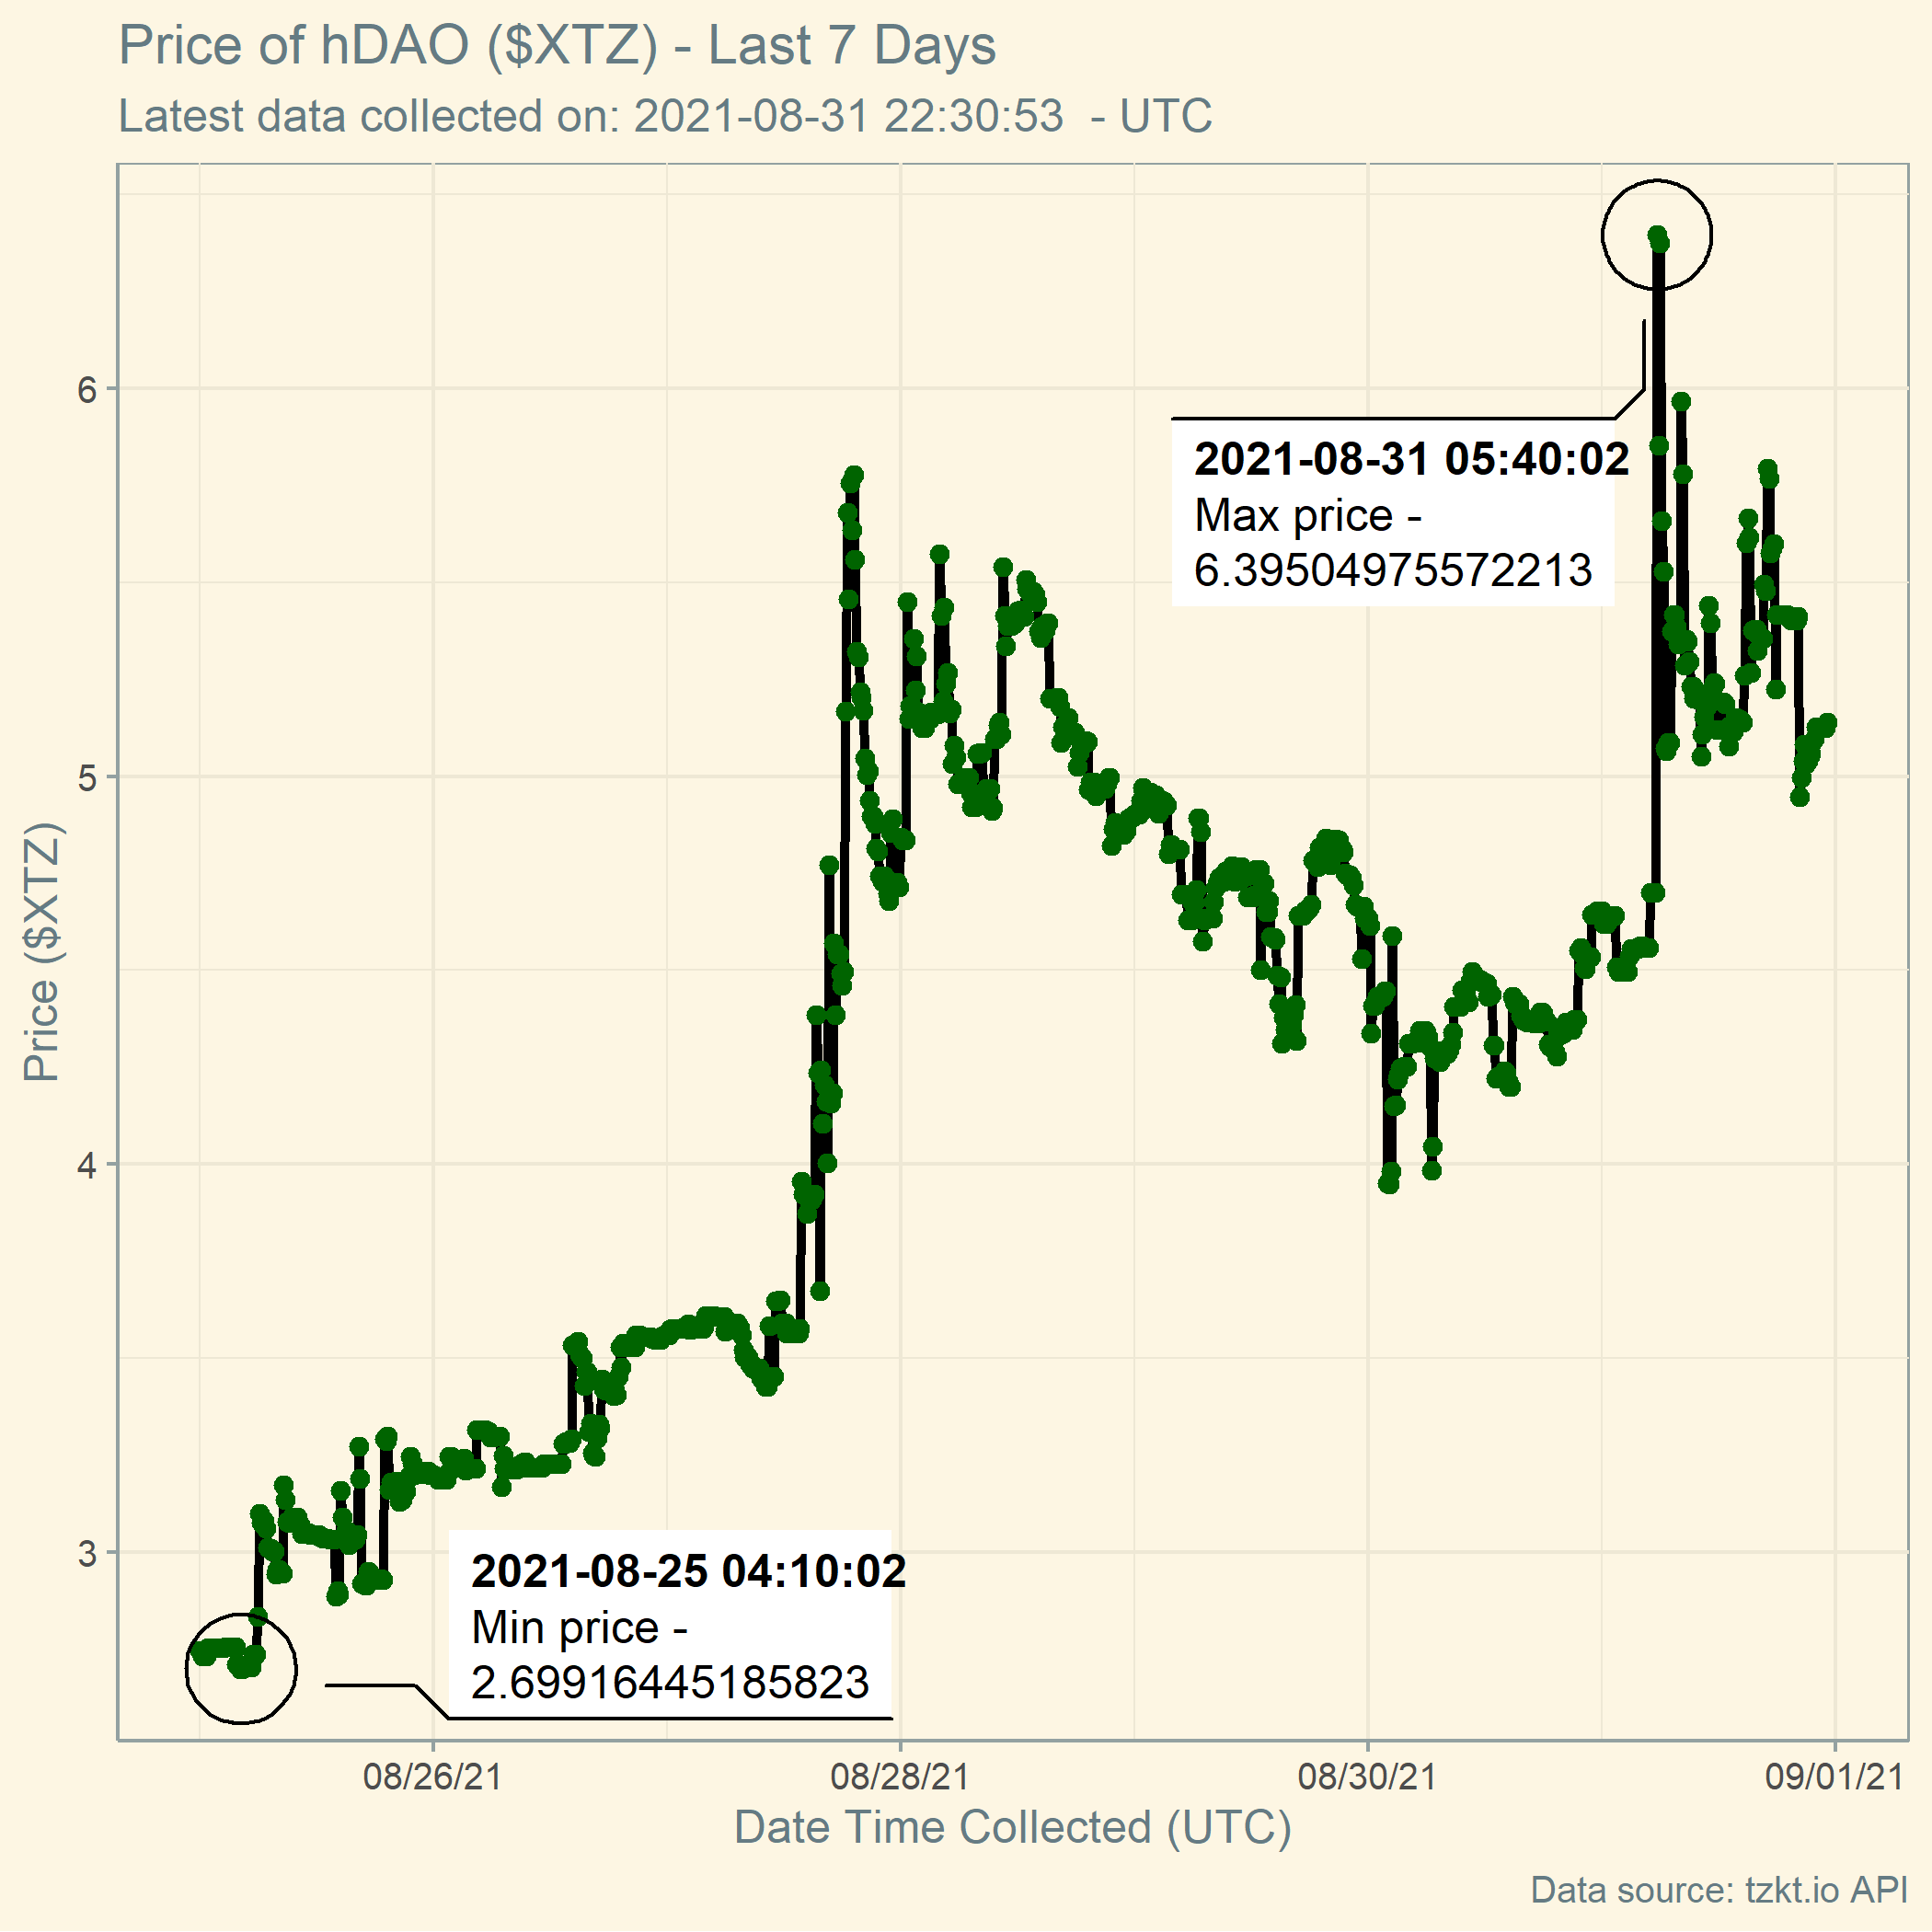 Price of hDAO ($XTZ) - Last 7 Days
Latest data collected on: 2021-08-31 22:30:53  - UTC
6
5
4
3
Price ($XTZ)
2021-08-31 05:40:02
Max price -
6.39504975572213
2021-08-25 04:10:02
Min price -
2.69916445185823
08/26/21
08/28/21
08/30/21
09/01/21
Date Time Collected (UTC)
Data source: tzkt.io API